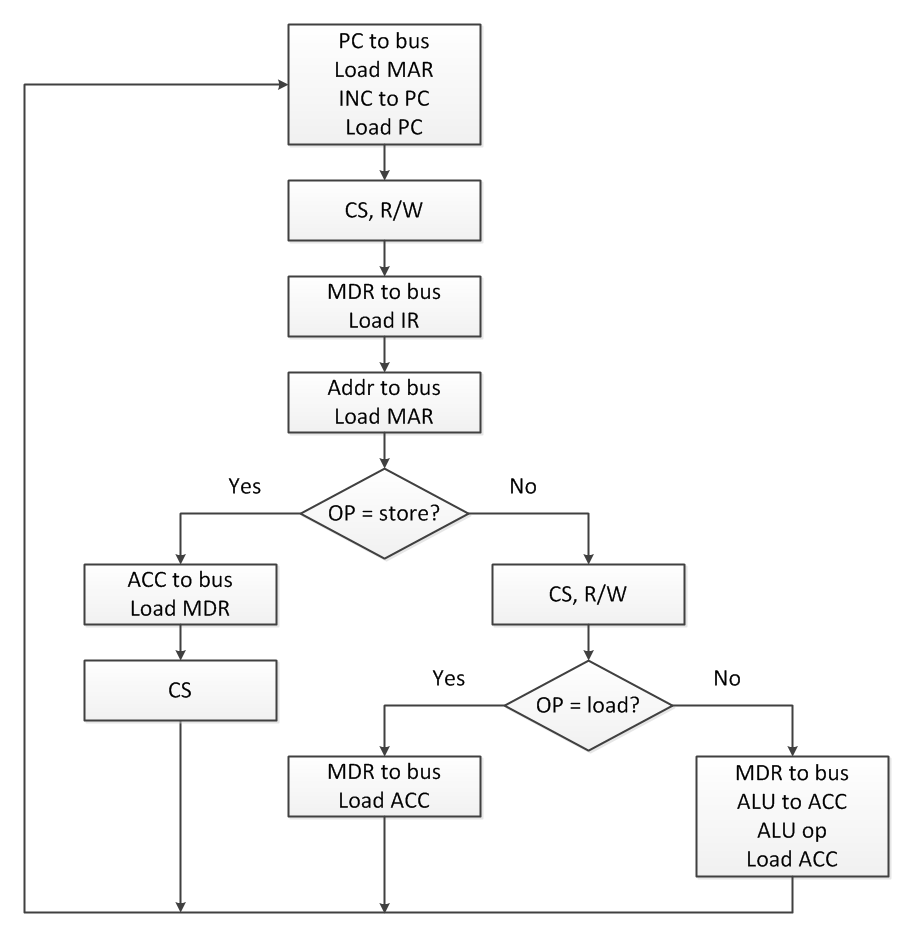 PC to bus
Load MAR
INC to PC
Load PC
CS, R/W
MDR to bus
Load IR
Addr to bus
Load MAR
OP = store?
Yes
No
ACC to bus
Load MDR
CS
CS, R/W
OP = load?
Yes
No
MDR to bus
Load ACC
MDR to bus
ALU to ACC
ALU op
Load ACC